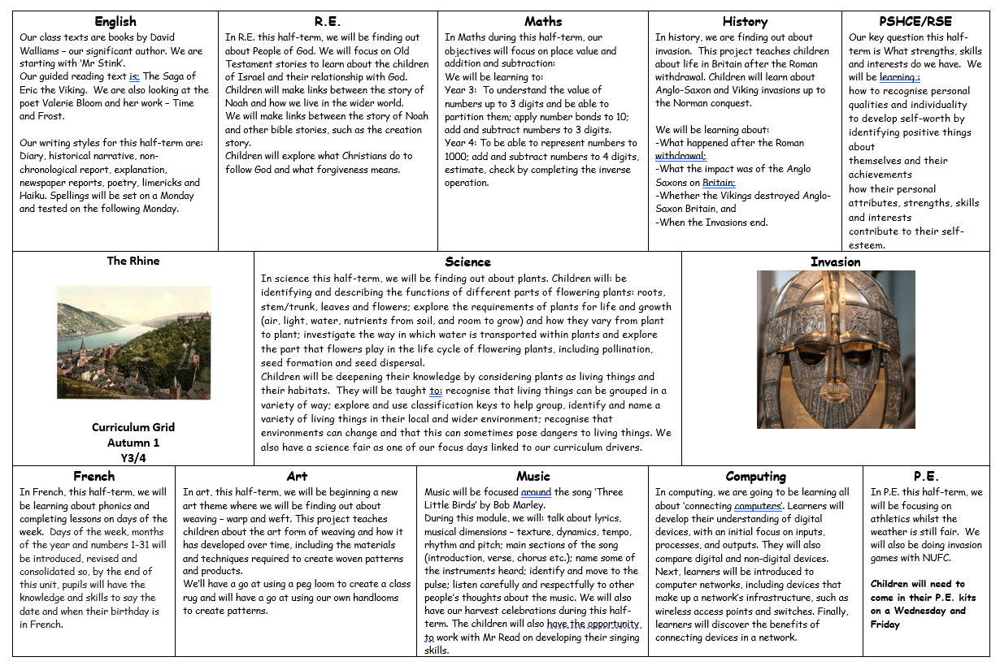 English
Our class texts are books by David
Walliams – our significant author. We are
starting with ‘Mr Stink’.
Our guided reading text is: The Saga of
Eric the Viking.  We are also looking at the
poet Valerie Bloom and her work – Time
and Frost.
Our writing styles for this half-term are:
Diary, historical narrative, non-
chronological report, explanation,
newspaper reports, poetry, limericks and
Haiku. Spellings will be set on a Monday
and tested on the following Monday.
R.E.
In R.E. this half-term, we will be finding out
about People of God. We will focus on Old
Testament stories to learn about the children
of Israel and their relationship with God.
Children will make links between the story of
Noah and how we live in the wider world.
We will make links between the story of Noah
and other bible stories, such as the creation
story.
Children will explore what Christians do to
follow God and what forgiveness means.
Maths
In Maths during this half-term, our
objectives will focus on place value and
addition and subtraction:
We will be learning to:
Year 3:  To understand the value of
numbers up to 3 digits and be able to
partition them; apply number bonds to 10;
add and subtract numbers to 3 digits.
Year 4: To be able to represent numbers to
1000; add and subtract numbers to 4 digits,
estimate, check by completing the inverse
operation.
History
In history, we are finding out about
invasion.  This project teaches children
about life in Britain after the Roman
withdrawal. Children will learn about
Anglo-Saxon and Viking invasions up to
the Norman conquest.
We will be learning about:
-What happened after the Roman
withdrawal;
-What the impact was of the Anglo
Saxons on Britain;
-Whether the Vikings destroyed Anglo-
Saxon Britain, and
-When the Invasions end.
PSHCE/RSE
Our key question this half-
term is What strengths, skills
and interests do we have.  We
will be learning :
how to recognise personal
qualities and individuality
to develop self-worth by
identifying positive things
about
themselves and their
achievements
how their personal
attributes, strengths, skills
and interests
contribute to their self-
esteem.
The Rhine
Curriculum Grid
Autumn 1
Y3/4
Science
In science this half-term, we will be finding out about plants. Children will: be
identifying and describing the functions of different parts of flowering plants: roots,
stem/trunk, leaves and flowers; explore the requirements of plants for life and growth
(air, light, water, nutrients from soil, and room to grow) and how they vary from plant
to plant; investigate the way in which water is transported within plants and explore
the part that flowers play in the life cycle of flowering plants, including pollination,
seed formation and seed dispersal.
Children will be deepening their knowledge by considering plants as living things and
their habitats.  They will be taught to: recognise that living things can be grouped in a
variety of way; explore and use classification keys to help group, identify and name a
variety of living things in their local and wider environment; recognise that
environments can change and that this can sometimes pose dangers to living things. We
also have a science fair as one of our focus days linked to our curriculum drivers.
Invasion
French
In French, this half-term, we will
be learning about phonics and
completing lessons on days of the
week.  Days of the week, months
of the year and numbers 1-31 will
be introduced, revised and
consolidated so, by the end of
this unit, pupils will have the
knowledge and skills to say the
date and when their birthday is
in French.
Art
In art, this half-term, we will be beginning a new
art theme where we will be finding out about
weaving – warp and weft. This project teaches
children about the art form of weaving and how it
has developed over time, including the materials
and techniques required to create woven patterns
and products.
We’ll have a go at using a peg loom to create a class
rug and will have a go at using our own handlooms
to create patterns.
Music
Music will be focused around the song ‘Three
Little Birds’ by Bob Marley.
During this module, we will: talk about lyrics,
musical dimensions – texture, dynamics, tempo,
rhythm and pitch; main sections of the song
(introduction, verse, chorus etc.); name some of
the instruments heard; identify and move to the
pulse; listen carefully and respectfully to other
people’s thoughts about the music. We will also
have our harvest celebrations during this half-
term. The children will also have the opportunity
to work with Mr Read on developing their singing
skills.
Computing
In computing, we are going to be learning all
about ‘connecting computers’. Learners will
develop their understanding of digital
devices, with an initial focus on inputs,
processes, and outputs. They will also
compare digital and non-digital devices.
Next, learners will be introduced to
computer networks, including devices that
make up a network’s infrastructure, such as
wireless access points and switches. Finally,
learners will discover the benefits of
connecting devices in a network.
P.E.
In P.E. this half-term, we
will be focusing on
athletics whilst the
weather is still fair.  We
will also be doing invasion
games with NUFC.
Children will need to
come in their P.E. kits
on a Wednesday and
Friday